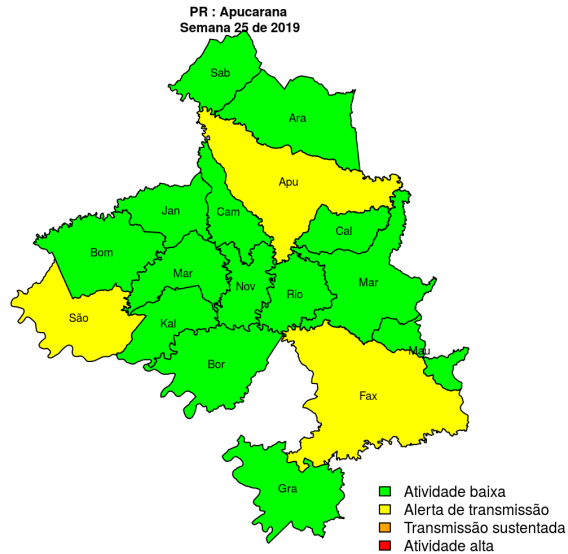 PR : Apucarana
Semana 25 de 2019
Sab
Ara
Apu
Jan
Cam
Cal
Bom
Mar
Nov
Rio
Mar
São
Kal
Mau
Bor
Fax
Gra
Atividade baixa
Alerta de transmissão
Transmissão sustentada
Atividade alta